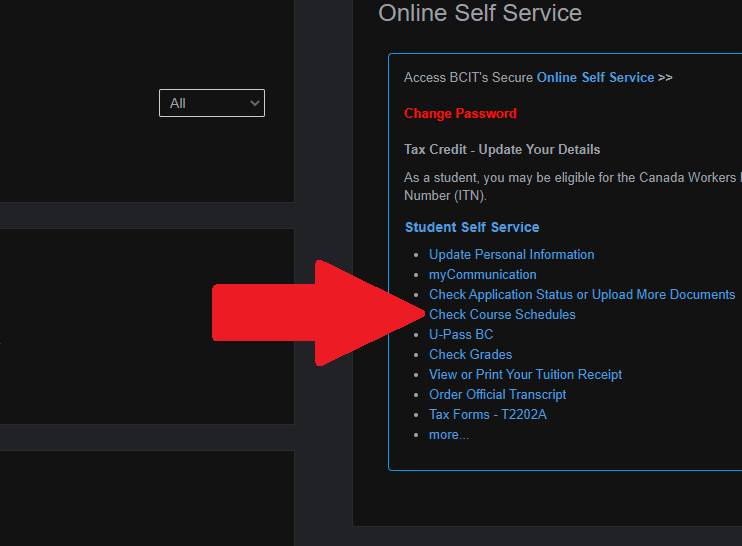 Online Self Service
All
Access BCIT's Secure Online Self Service >>
Change Password
Tax Credit - Update Your Details
As a student, you may be eligible for the Canada Workers
Number (ITN).
Student Self Service
Update Personal Information
myCommunication
Check Application Status or Upload More Documents
Check Course Schedules
U-Pass BC
Check Grades
View or Print Your Tuition Receipt
Order Official Transcript
Tax Forms - T2202A
more...